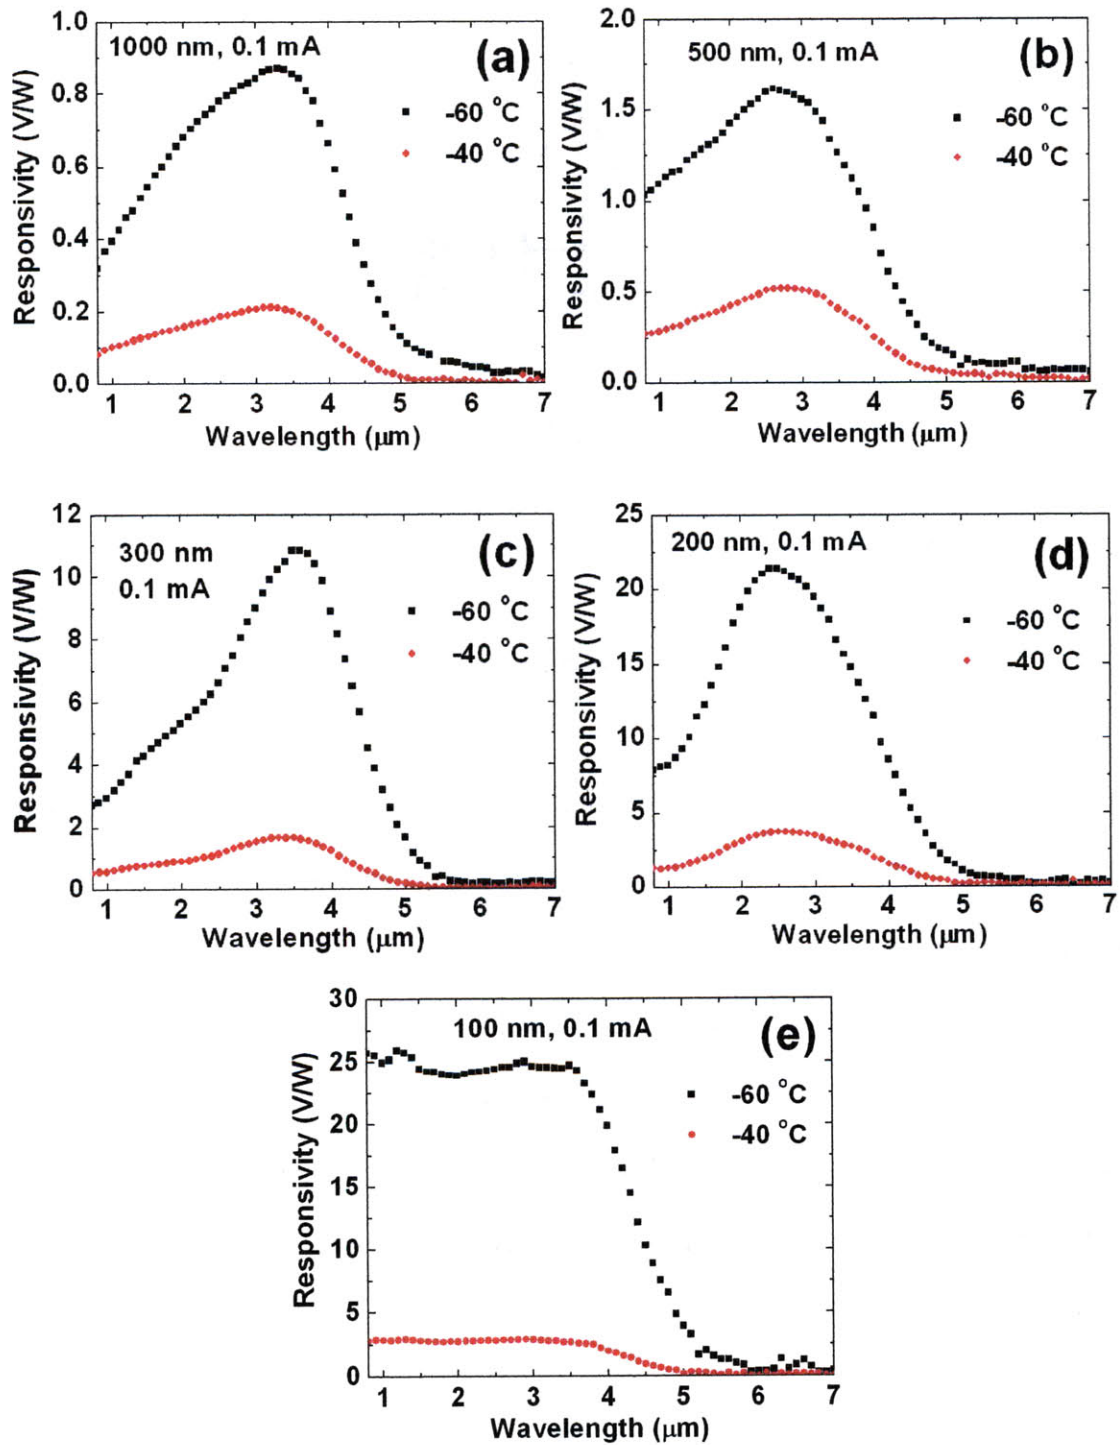 1000 nm, 0.1 mA
(a)
-60 °C
-40 °C
1.0
0.8
0.6
0.4
0.2
0.0
Responsivity (V/W)
1 2 3 4 5 6 7
Wavelength (μm)
500 nm, 0.1 mA
(b)
-60 °C
-40 °C
2.0
1.5
1.0
0.5
0.0
Responsivity (V/W)
1 2 3 4 5 6 7
Wavelength (μm)
300 nm
0.1 mA
(c)
-60 °C
-40 °C
12
10
8
6
4
2
0
Responsivity (V/W)
1 2 3 4 5 6 7
Wavelength (μm)
200 nm, 0.1 mA
(d)
-60 °C
-40 °C
25
20
15
10
5
0
Responsivity (V/W)
1 2 3 4 5 6 7
Wavelength (μm)
100 nm, 0.1 mA
(e)
-60 °C
-40 °C
30
25
20
15
10
5
0
Responsivity (V/W)
1 2 3 4 5 6 7
Wavelength (μm)